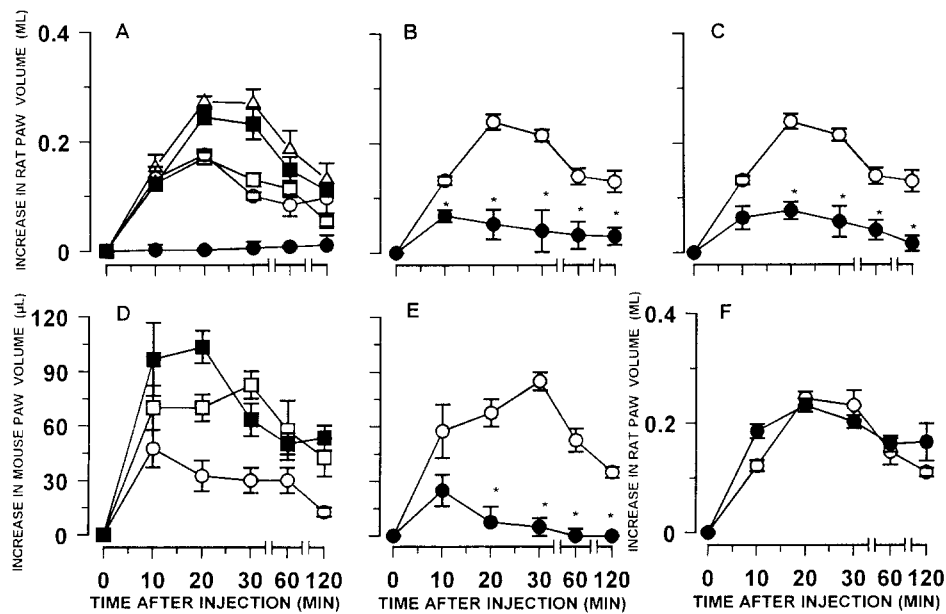 A
B
C
INCREASE IN RAT PAW VOLUME (ML)
0.4
0.2
0
* * * * *
* * * *
D
E
F
INCREASE IN MOUSE PAW VOLUME (µL)
120
90
60
30
0
* * * *
INCREASE IN RAT PAW VOLUME (ML)
0.4
0.2
0
0 10 20 30 60 120
0 10 20 30 60 120
0 10 20 30 60 120
TIME AFTER INJECTION (MIN)
TIME AFTER INJECTION (MIN)
TIME AFTER INJECTION (MIN)